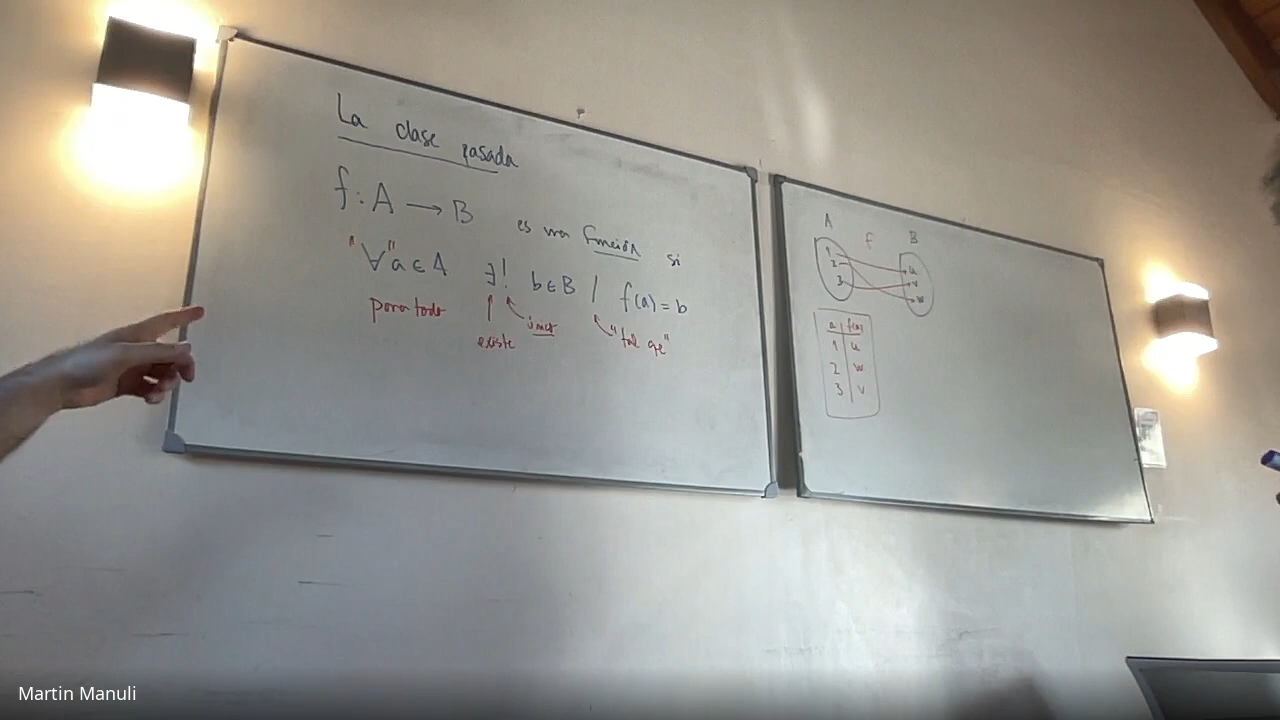 La clase pasada
f: A → B es una función si
"∀" a ∈ A ∃! b ∈ B / f(a) = b
para todo
existe
único
"tal que"
A f B
1 u
2 v
3 w
a | f(a)
1 | u
2 | w
3 | v
Martin Manuli